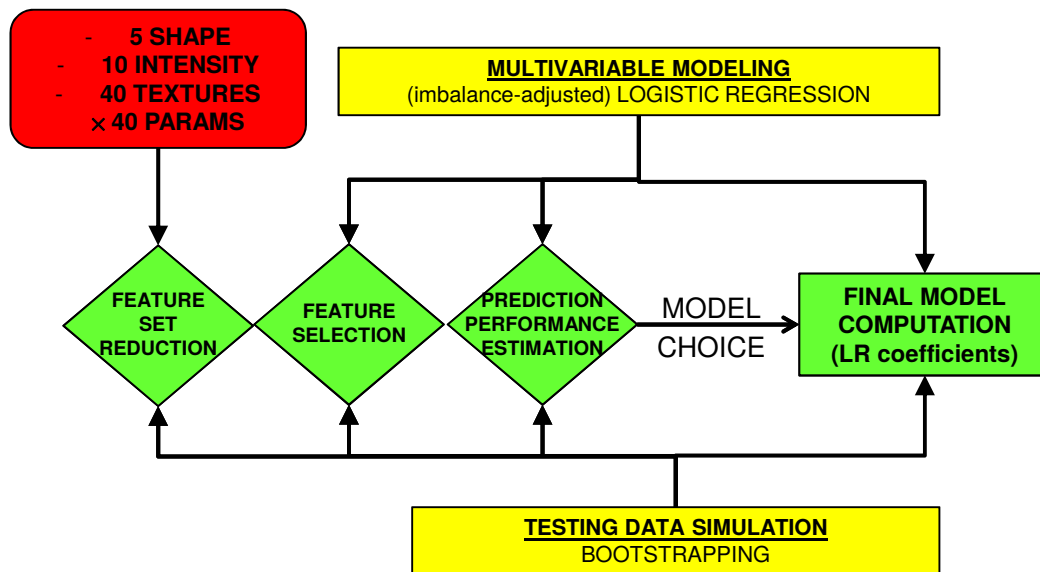 - 5 SHAPE
- 10 INTENSITY
- 40 TEXTURES
× 40 PARAMS
MULTIVARIABLE MODELING
(imbalance-adjusted) LOGISTIC REGRESSION
FEATURE
SET
REDUCTION
FEATURE
SELECTION
PREDICTION
PERFORMANCE
ESTIMATION
MODEL
CHOICE
FINAL MODEL
COMPUTATION
(LR coefficients)
TESTING DATA SIMULATION
BOOTSTRAPPING